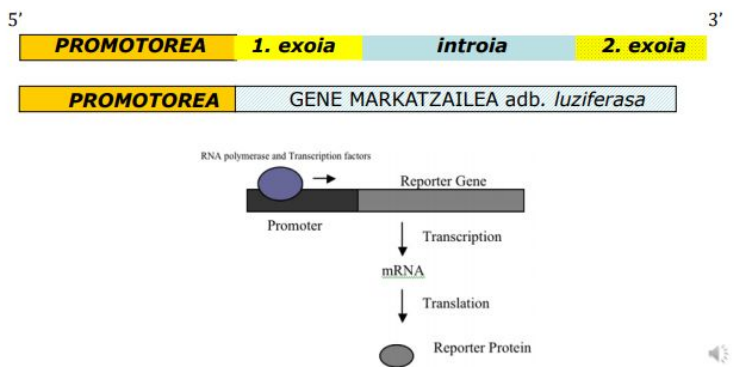 5’ 3’
PROMOTOREA 1. exoia introia 2. exoia
PROMOTOREA GENE MARKATZAILEA adb. luziferasa
RNA polymerase and Transcription factors
Reporter Gene
Promoter
Transcription
mRNA
Translation
Reporter Protein